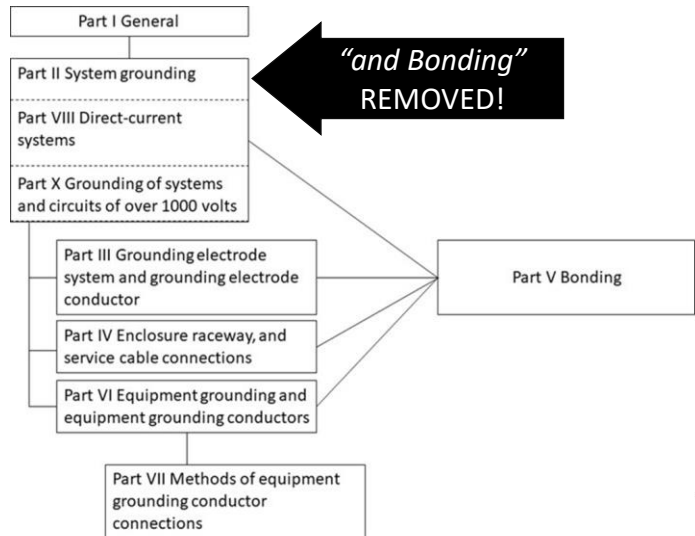 Part I General
Part II System grounding
Part VIII Direct-current
systems
Part X Grounding of systems
and circuits of over 1000 volts
“and Bonding”
REMOVED!
Part III Grounding electrode
system and grounding electrode
conductor
Part IV Enclosure raceway, and
service cable connections
Part VI Equipment grounding and
equipment grounding conductors
Part VII Methods of equipment
grounding conductor
connections
Part V Bonding